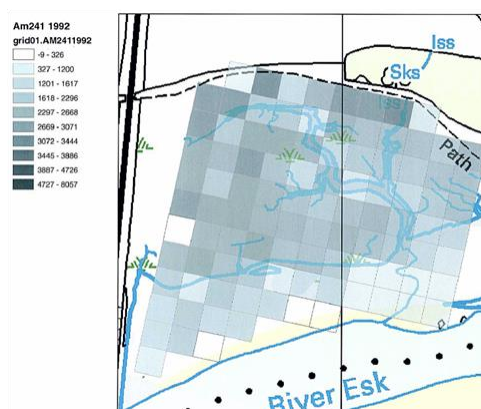 Am241 1992
grid01.AM2411992
-9 - 326
327 - 1200
1201 - 1617
1618 - 2296
2297 - 2668
2669 - 3071
3072 - 3444
3445 - 3886
3887 - 4726
4727 - 8057
Iss
Sks
Iss
Path
River Esk